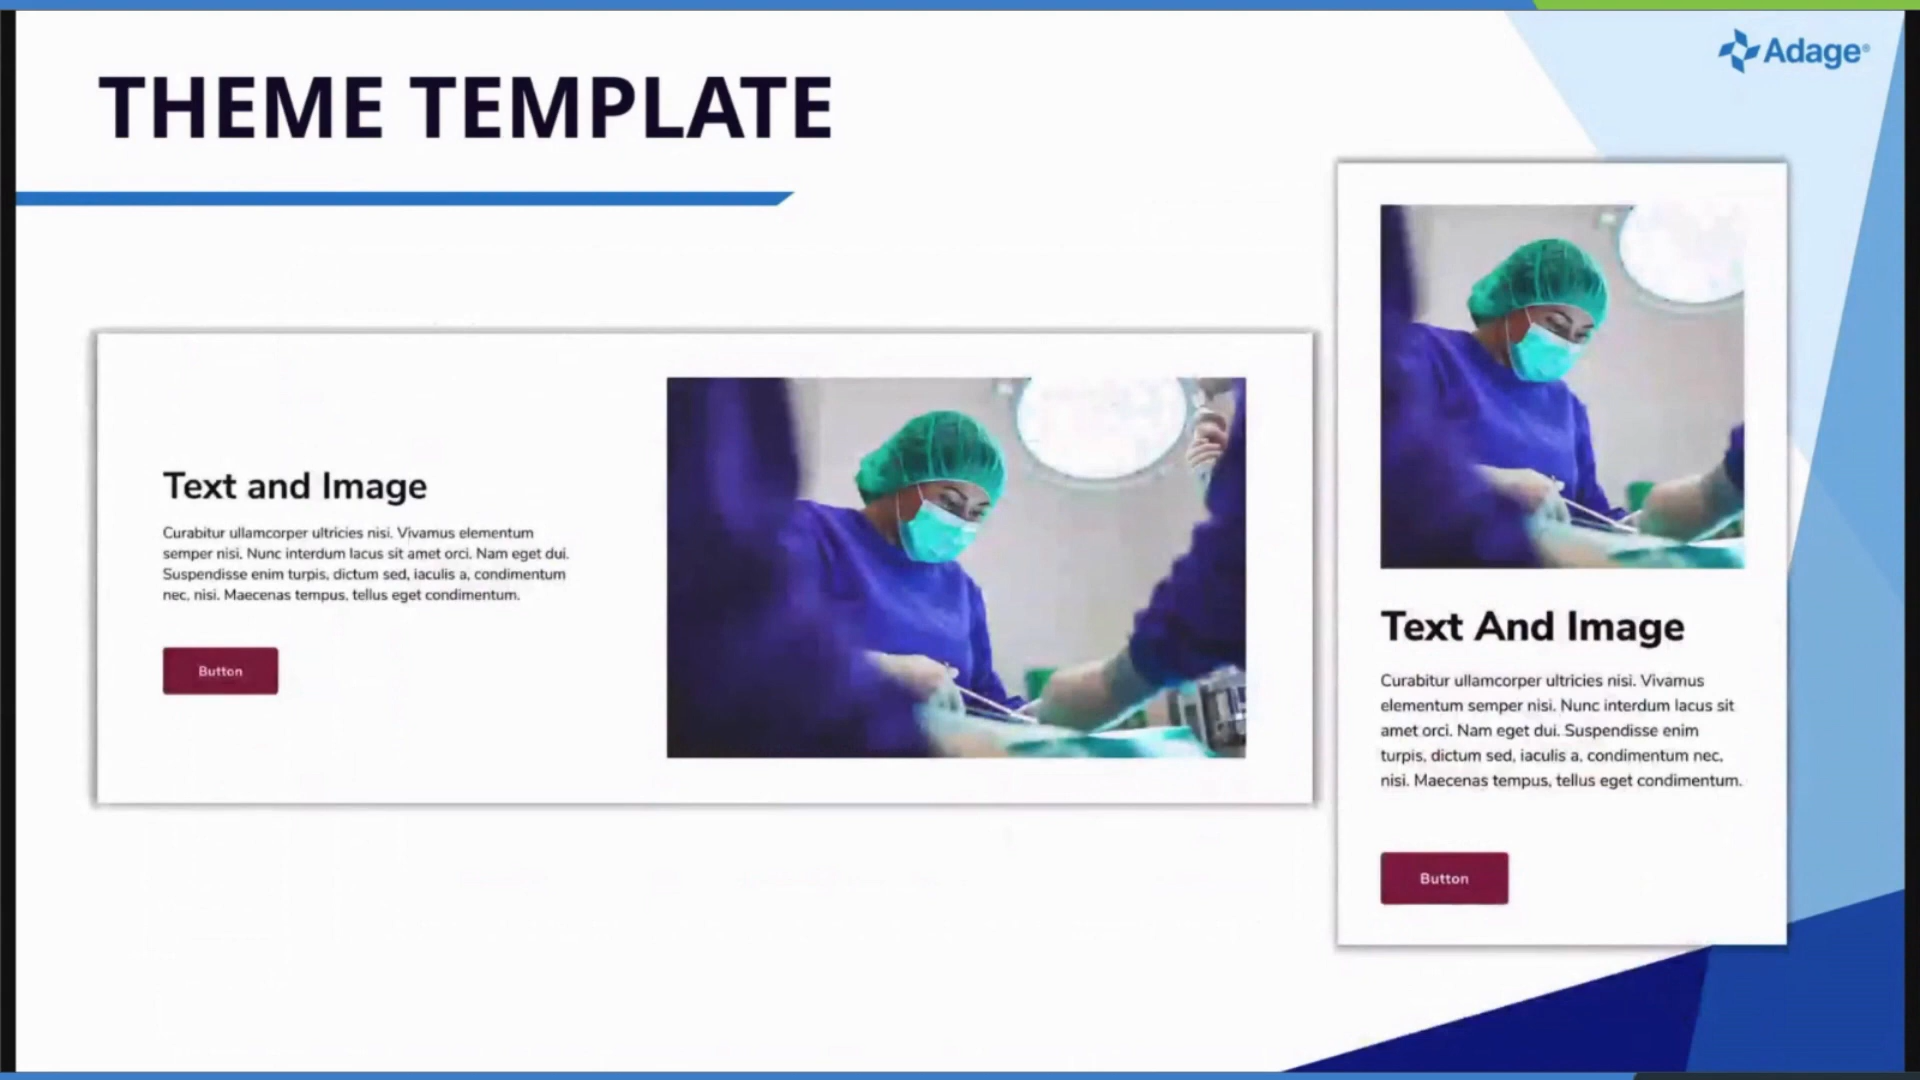 THEME TEMPLATE
Adage®
Text and Image
Curabitur ullamcorper ultricies nisi. Vivamus elementum
semper nisi. Nunc interdum lacus sit amet orci. Nam eget dui.
Suspendisse enim turpis, dictum sed, iaculis a, condimentum
nec, nisi. Maecenas tempus, tellus eget condimentum.
Button
Text And Image
Curabitur ullamcorper ultricies nisi. Vivamus
elementum semper nisi. Nunc interdum lacus sit
amet orci. Nam eget dui. Suspendisse enim
turpis, dictum sed, iaculis a, condimentum nec,
nisi. Maecenas tempus, tellus eget condimentum.
Button